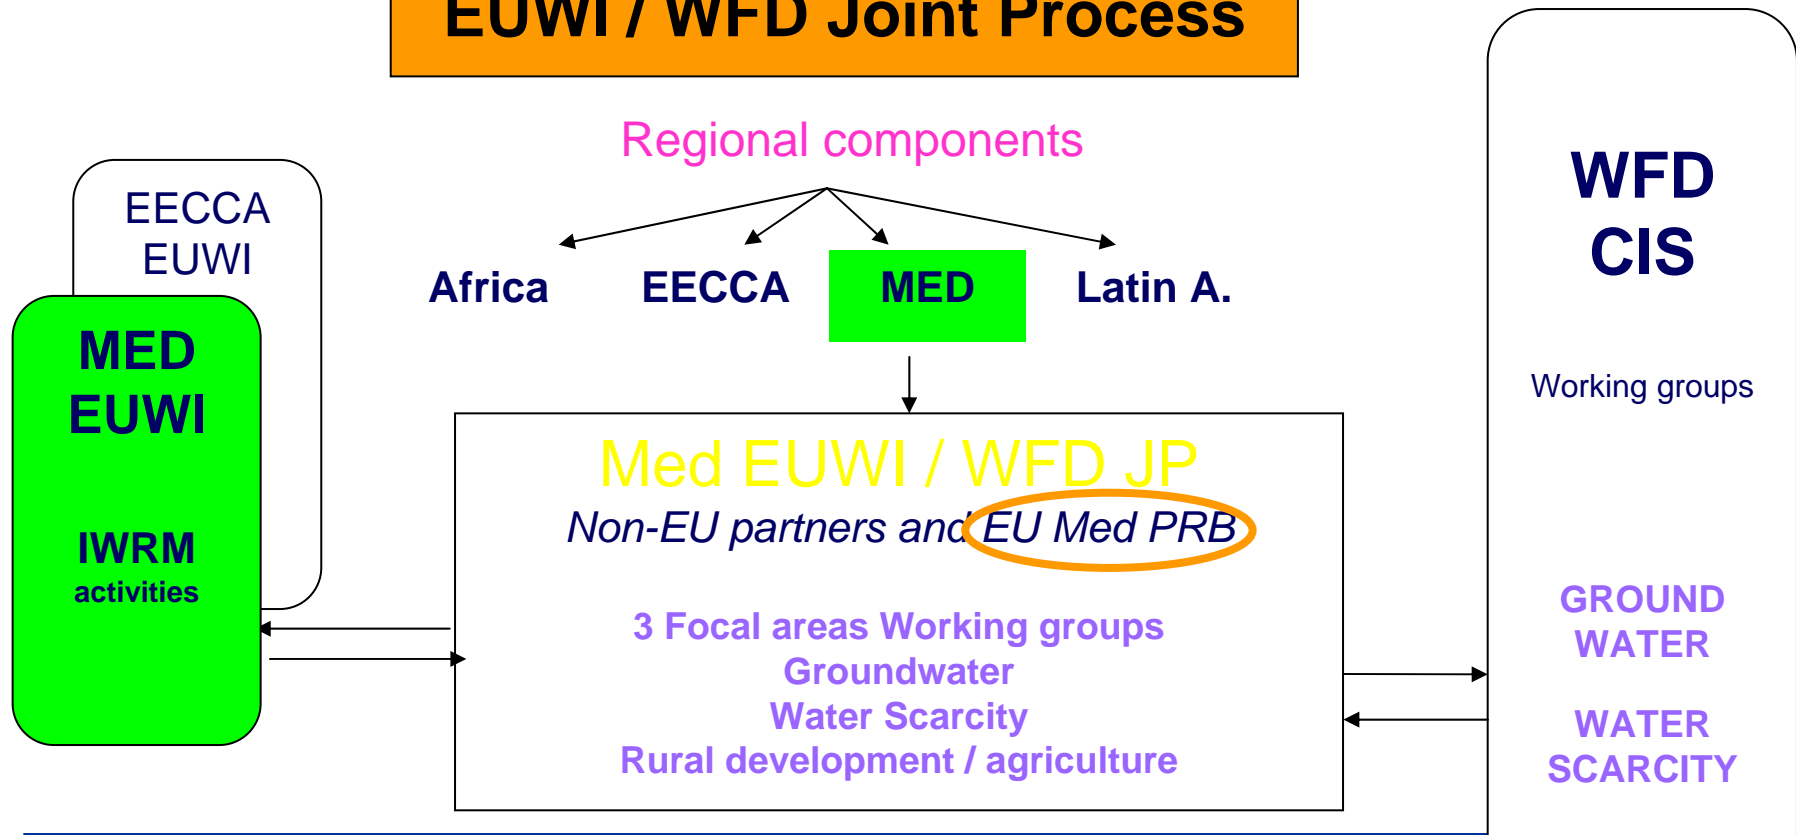 EUWI / WFD Joint Process
Regional components
Africa
EECCA
MED
Latin A.
EECCA
EUWI
MED
EUWI
IWRM
activities
Med EUWI / WFD JP
Non-EU partners and EU Med PRB
3 Focal areas Working groups
Groundwater
Water Scarcity
Rural development / agriculture
WFD
CIS
Working groups
GROUND
WATER
WATER
SCARCITY